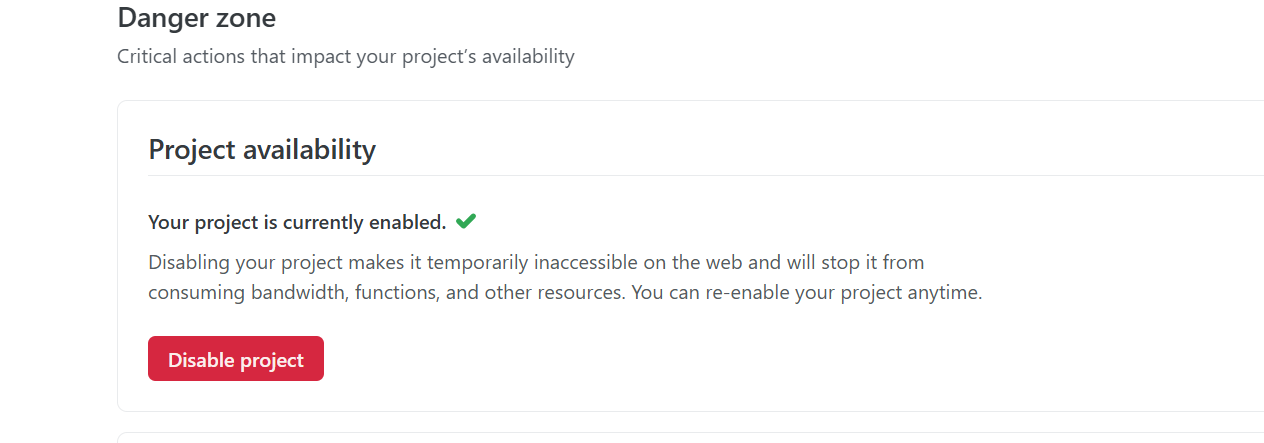 Danger zone
Critical actions that impact your project’s availability
Project availability
Your project is currently enabled.
Disabling your project makes it temporarily inaccessible on the web and will stop it from
consuming bandwidth, functions, and other resources. You can re-enable your project anytime.
Disable project